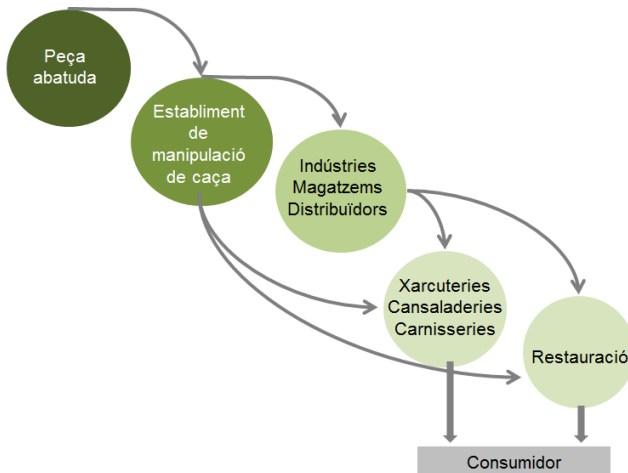 Peça
abatuda
Establiment
de
manipulació
de caça
Indústries
Magatzems
Distribuïdors
Xarcuteries
Cansaladeries
Carnisseries
Restauració
Consumidor